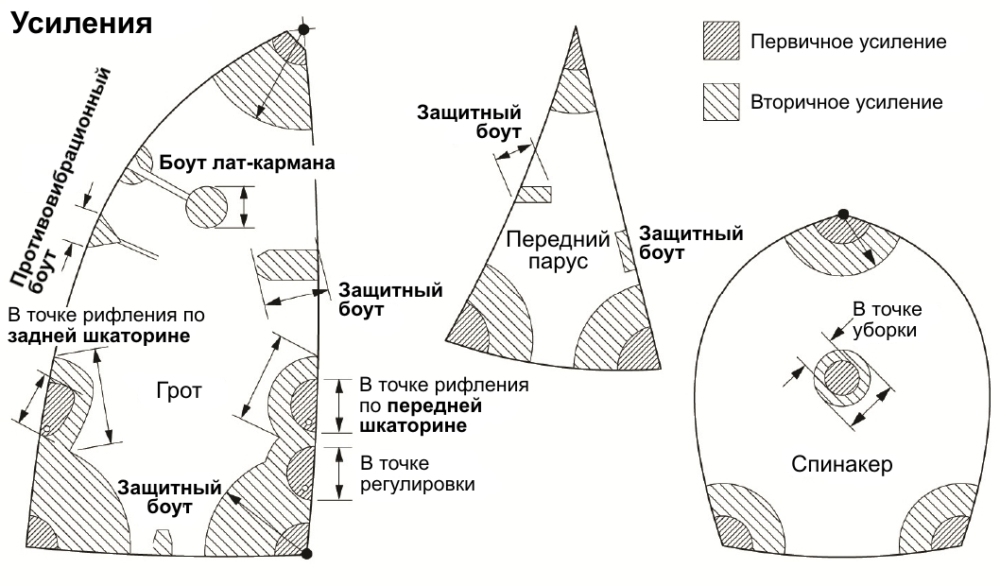 Усиления
Первичное усиление
Вторичное усиление
Противовибрационный
боут
Боут лат-кармана
Защитный
боут
Передний
парус
Защитный
боут
Защитный
боут
В точке рифления по
задней шкаторине
Грот
В точке рифления
по передней
шкаторине
В точке
регулировки
Защитный
боут
В точке
уборки
Спинакер